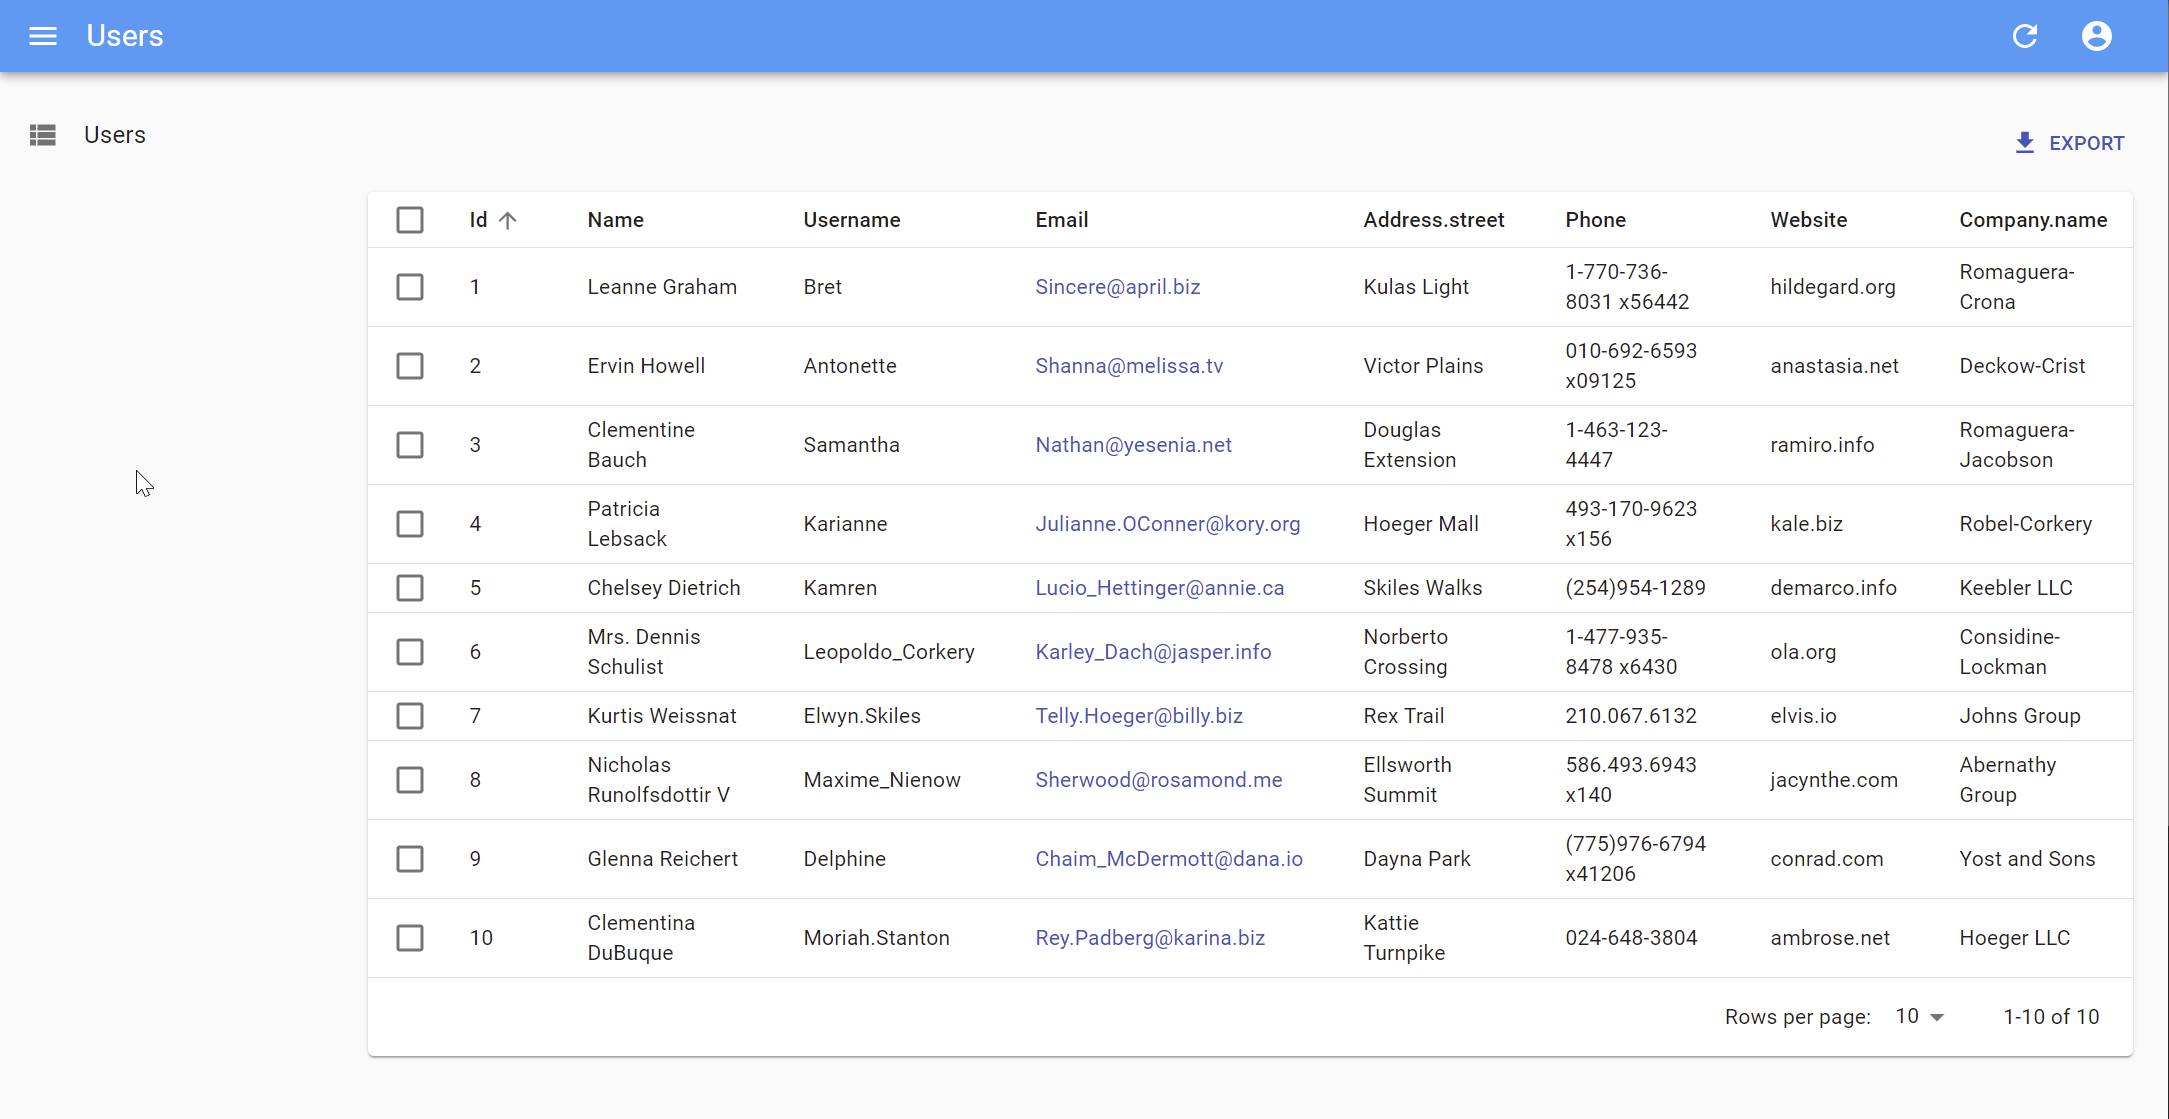 Users
Users
EXPORT
Id Name Username Email Address.street Phone Website Company.name
1 Leanne Graham Bret Sincere@april.biz Kulas Light 1-770-736-
8031 x56442 hildegard.org Romaguera-
Crona
2 Ervin Howell Antonette Shanna@melissa.tv Victor Plains 010-692-6593
x09125 anastasia.net Deckow-Crist
3 Clementine
Bauch Samantha Nathan@yesenia.net Douglas
Extension 1-463-123-
4447 ramiro.info Romaguera-
Jacobson
4 Patricia
Lebsack Karianne Julianne.OConner@kory.org Hoeger Mall 493-170-9623
x156 kale.biz Robel-Corkery
5 Chelsey Dietrich Kamren Lucio_Hettinger@annie.ca Skiles Walks (254)954-1289 demarco.info Keebler LLC
6 Mrs. Dennis
Schulist Leopoldo_Corkery Karley_Dach@jasper.info Norberto
Crossing 1-477-935-
8478 x6430 ola.org Considine-
Lockman
7 Kurtis Weissnat Elwyn.Skiles Telly.Hoeger@billy.biz Rex Trail 210.067.6132 elvis.io Johns Group
8 Nicholas
Runolfsdottir V Maxime_Nienow Sherwood@rosamond.me Ellsworth
Summit 586.493.6943
x140 jacynthe.com Abernathy
Group
9 Glenna Reichert Delphine Chaim_McDermott@dana.io Dayna Park (775)976-6794
x41206 conrad.com Yost and Sons
10 Clementina
DuBuque Moriah.Stanton Rey.Padberg@karina.biz Kattie
Turnpike 024-648-3804 ambrose.net Hoeger LLC
Rows per page: 10 1-10 of 10